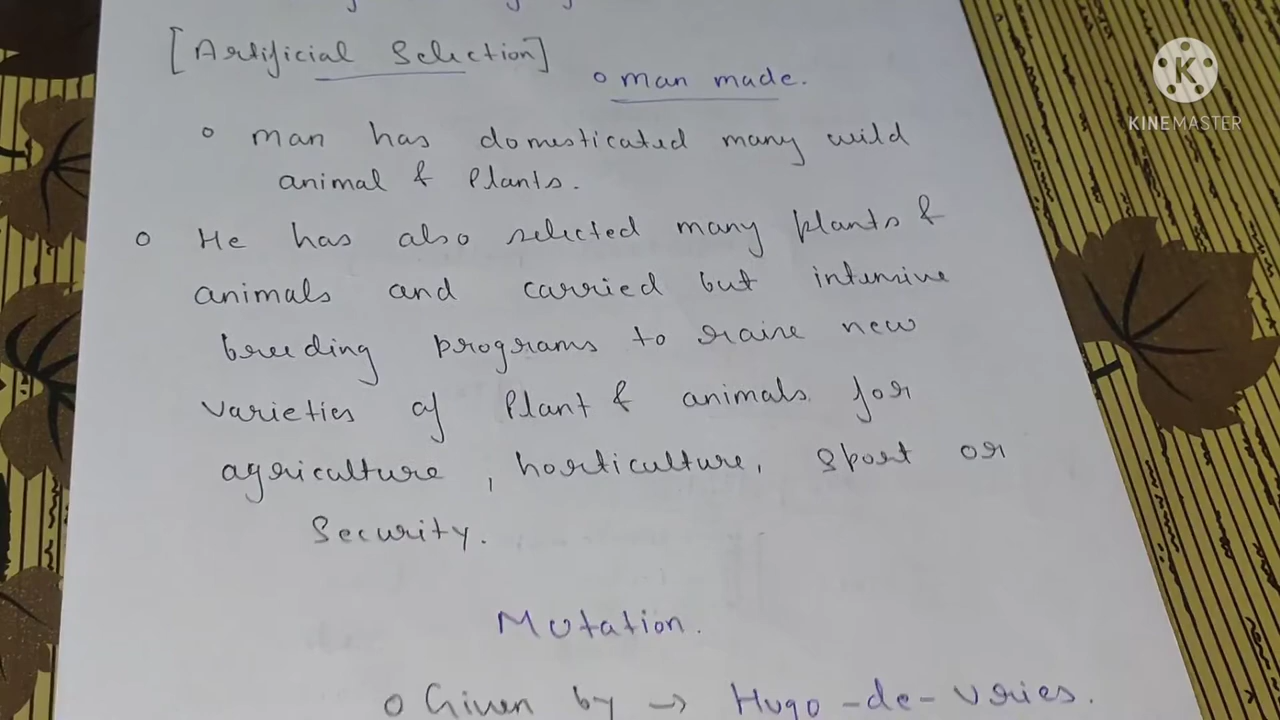 [Artificial Selection]
o man made.
o man has domesticated many wild
animal & Plants.
o He has also selected many plants &
animals and carried but intensive
breeding programs to raise new
varieties of Plant & animals for
agriculture, horticulture, sport or
Security.
Mutation.
o Given by → Hugo-de-Vries.
K
KINEMASTER